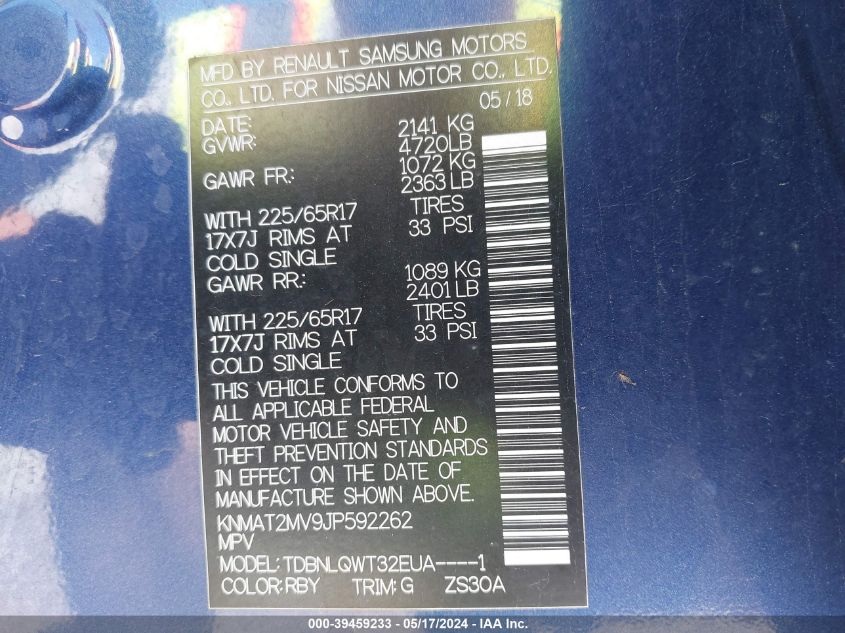 MFD BY RENAULT SAMSUNG MOTORS
CO., LTD. FOR NISSAN MOTOR CO., LTD.
DATE: 05/18
GVWR: 2141 KG
4720LB
GAWR FR: 1072 KG
2363LB
WITH 225/65R17 TIRES
17X7J RIMS AT 33 PSI
COLD SINGLE
GAWR RR: 1089 KG
2401LB
WITH 225/65R17 TIRES
17X7J RIMS AT 33 PSI
COLD SINGLE
THIS VEHICLE CONFORMS TO
ALL APPLICABLE FEDERAL
MOTOR VEHICLE SAFETY AND
THEFT PREVENTION STANDARDS
IN EFFECT ON THE DATE OF
MANUFACTURE SHOWN ABOVE.
KNMAT2MV9JP592262
MPV
MODEL:TDBNLQWT32EUA----1
COLOR:RBY TRIM:G ZS30A
000-39459233 - 05/17/2024 - IAA Inc.